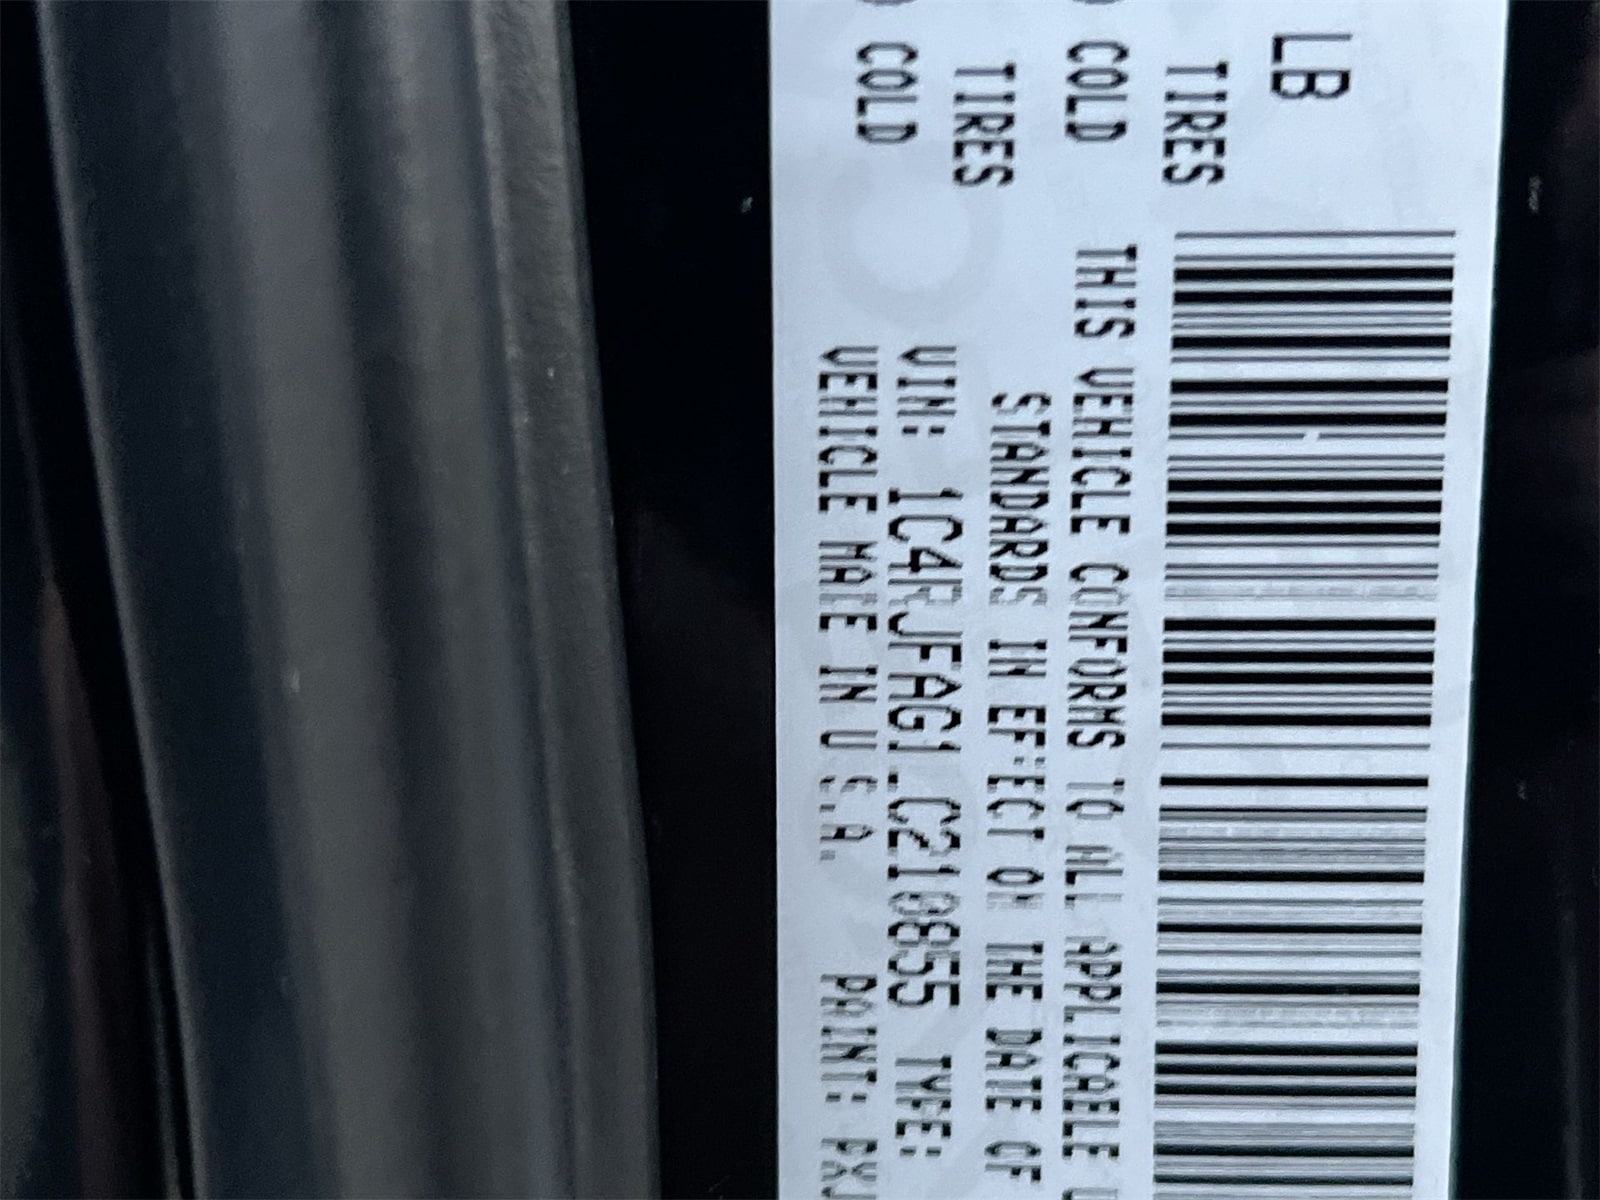 LB
TIRES
COLD
THIS VEHICLE CONFORMS TO ALL APPLICABLE
TIRES
STANDARDS IN EFFECT ON THE DATE OF
COLD
VIN: 1C4RJFAG1LC210855 TYPE:
VEHICLE MADE IN U.S.A. PAINT: PXJ